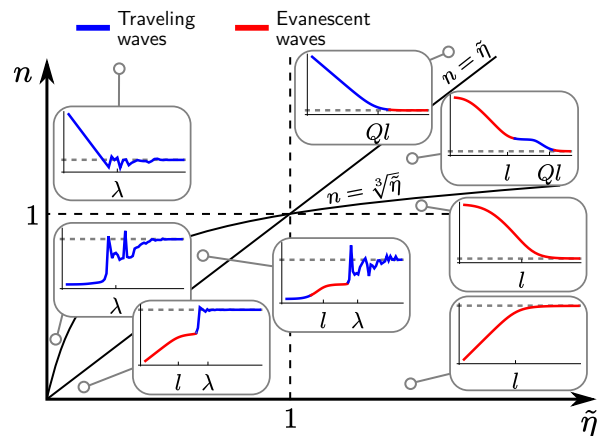 Traveling
waves
Evanescent
waves
n
n = η̃
Ql
λ
l Ql
n = ∛η̃
1
l
λ
l λ
l λ
l
1
η̃